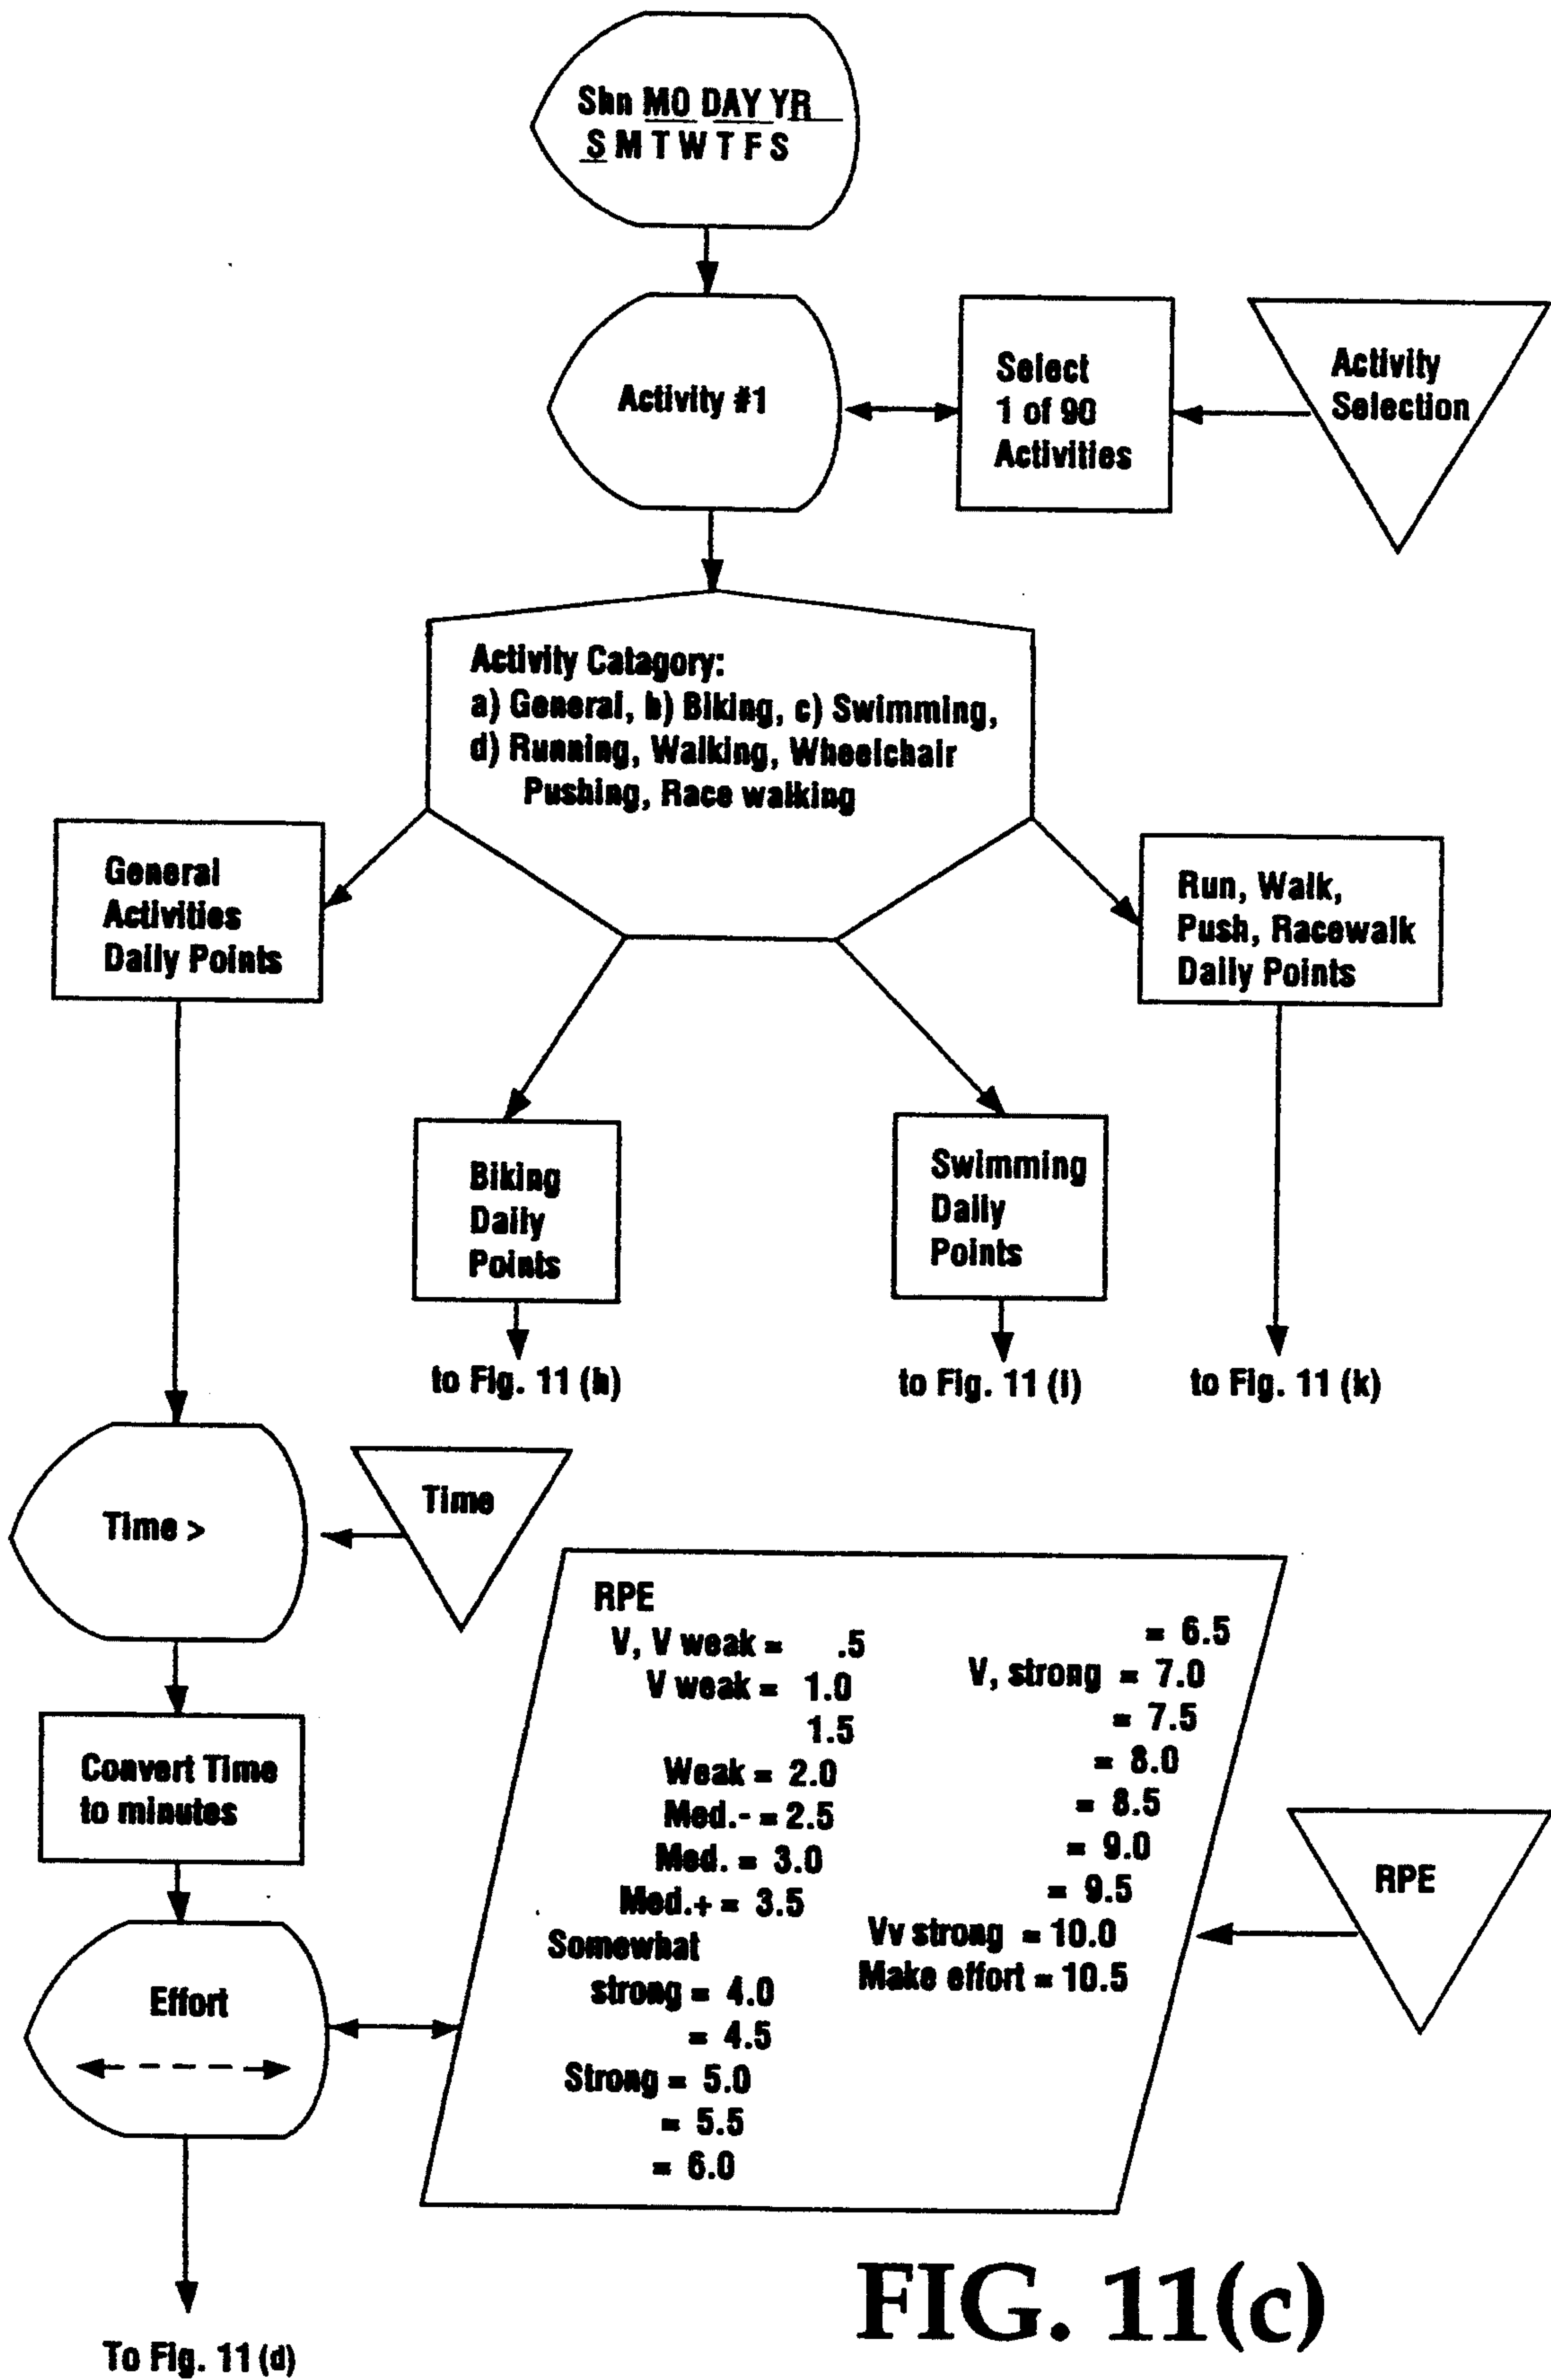 Shn MO DAY YR
S M T W T F S
Activity #1
Select
1 of 90
Activities
Activity
Selection
Activity Catagory:
a) General, b) Biking, c) Swimming,
d) Running, Walking, Wheelchair
Pushing, Race walking
General
Activities
Daily Points
Run, Walk,
Push, Racewalk
Daily Points
Biking
Daily
Points
Swimming
Daily
Points
to Fig. 11 (h)
to Fig. 11 (i)
to Fig. 11 (k)
Time >
Time
Convert Time
to minutes
Effort
RPE
V, V weak = .5
V weak = 1.0
1.5
Weak = 2.0
Med.- = 2.5
Med. = 3.0
Med.+ = 3.5
Somewhat
strong = 4.0
= 4.5
Strong = 5.0
= 5.5
= 6.0
= 6.5
V, strong = 7.0
= 7.5
= 8.0
= 8.5
= 9.0
= 9.5
Vv strong = 10.0
Make effort = 10.5
RPE
To Fig. 11 (d)
FIG. 11(c)